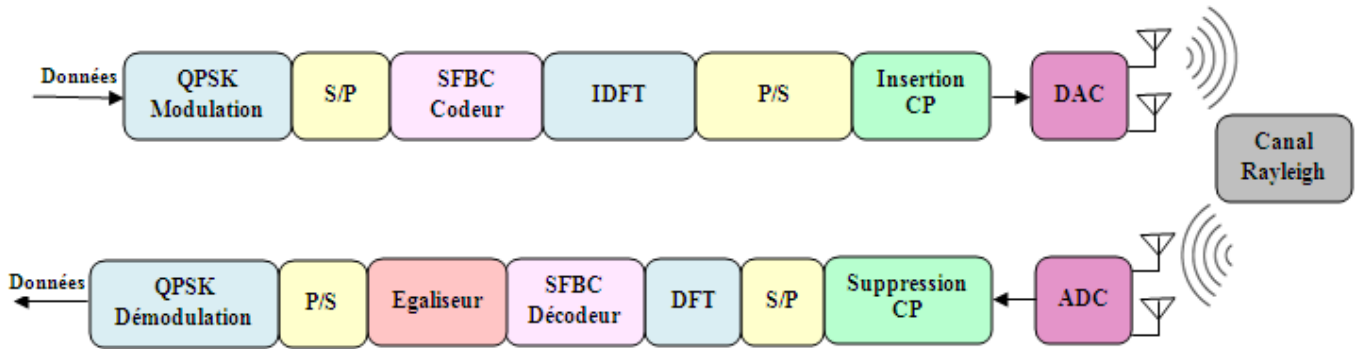 Données
QPSK
Modulation
S/P
SFBC
Codeur
IDFT
P/S
Insertion
CP
DAC
Canal
Rayleigh
Données
QPSK
Démodulation
P/S
Egaliseur
SFBC
Décodeur
DFT
S/P
Suppression
CP
ADC